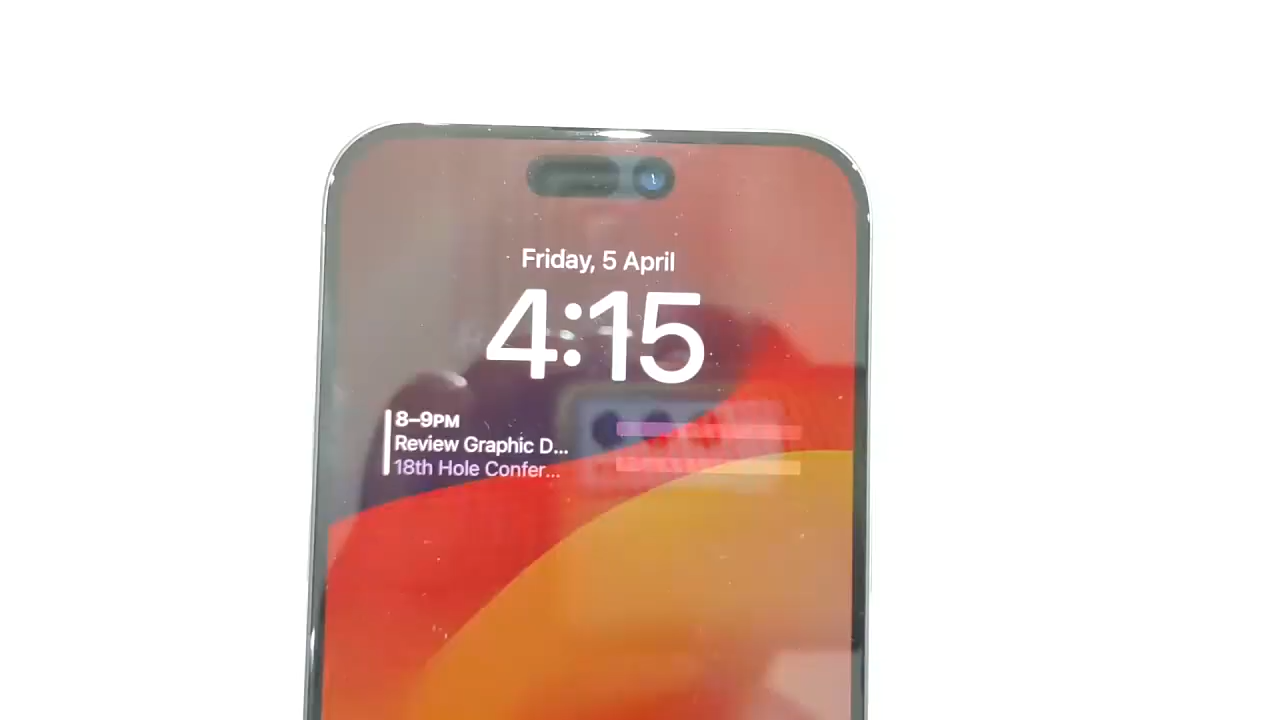 Friday, 5 April
4:15
8–9PM
Review Graphic D...
18th Hole Confer...